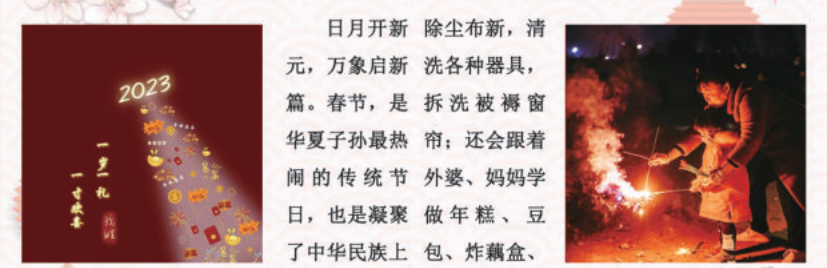 2023
一岁一礼
一寸欢喜
日月开新
元，万象启新
篇。春节，是
华夏子孙最热
闹的传统节
日，也是凝聚
了中华民族上
除尘布新，清
洗各种器具，
拆洗被褥窗
帘；还会跟着
外婆、妈妈学
做年糕、豆
包、炸藕盒、